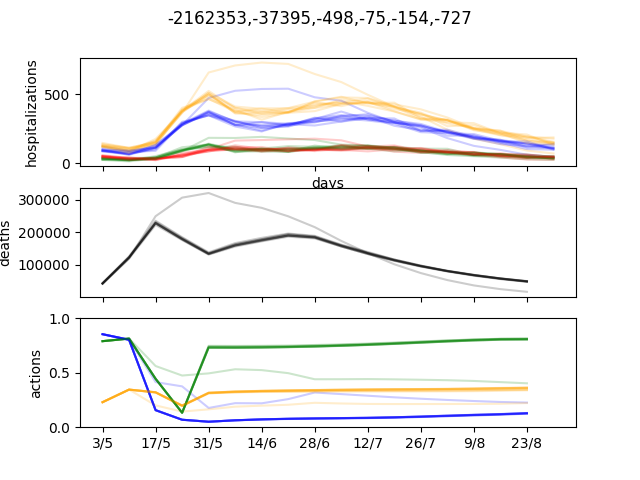 -2162353,-37395,-498,-75,-154,-727
hospitalizations
500
0
days
deaths
300000
200000
100000
actions
1.0
0.5
0.0
3/5 17/5 31/5 14/6 28/6 12/7 26/7 9/8 23/8